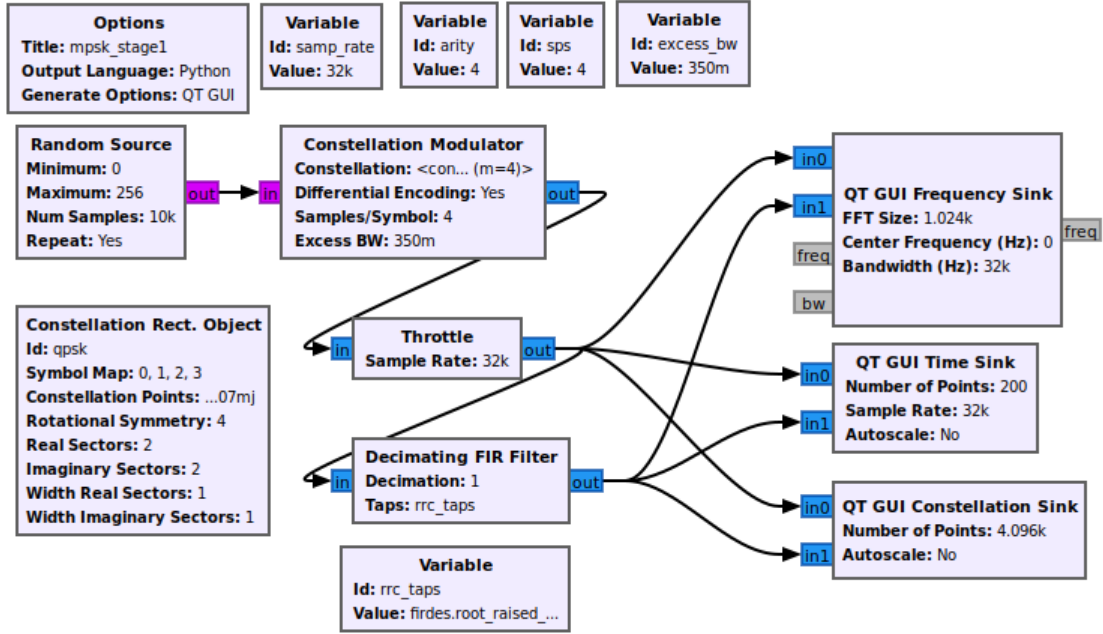 Options
Title: mpsk_stage1
Output Language: Python
Generate Options: QT GUI
Variable
Id: samp_rate
Value: 32k
Variable
Id: arity
Value: 4
Variable
Id: sps
Value: 4
Variable
Id: excess_bw
Value: 350m
Random Source
Minimum: 0
Maximum: 256
Num Samples: 10k
Repeat: Yes
out
in
Constellation Modulator
Constellation: <con... (m=4)>
Differential Encoding: Yes
Samples/Symbol: 4
Excess BW: 350m
out
in0
in1
freq
bw
QT GUI Frequency Sink
FFT Size: 1.024k
Center Frequency (Hz): 0
Bandwidth (Hz): 32k
freq
Constellation Rect. Object
Id: qpsk
Symbol Map: 0, 1, 2, 3
Constellation Points: ...07mj
Rotational Symmetry: 4
Real Sectors: 2
Imaginary Sectors: 2
Width Real Sectors: 1
Width Imaginary Sectors: 1
in
Throttle
Sample Rate: 32k
out
in0
in1
QT GUI Time Sink
Number of Points: 200
Sample Rate: 32k
Autoscale: No
in
Decimating FIR Filter
Decimation: 1
Taps: rrc_taps
out
in0
in1
QT GUI Constellation Sink
Number of Points: 4.096k
Autoscale: No
Variable
Id: rrc_taps
Value: firdes.root_raised_...